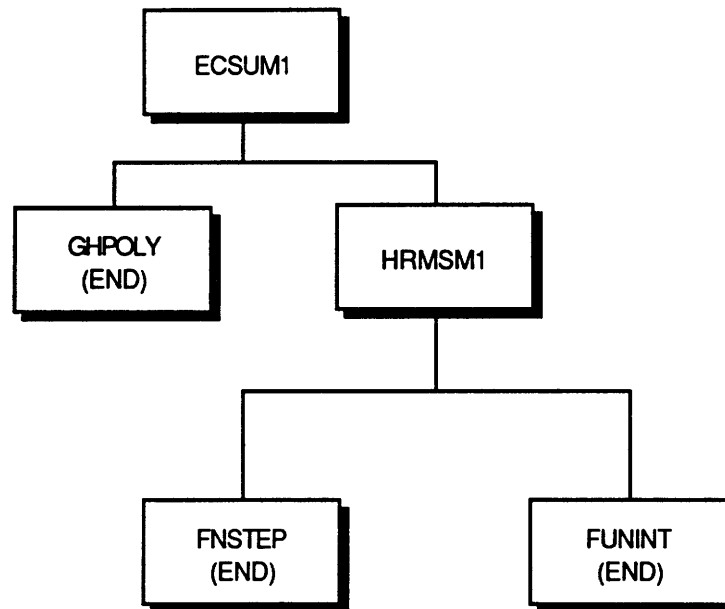 ECSUM1
GHPOLY
(END)
HRMSM1
FNSTEP
(END)
FUNINT
(END)